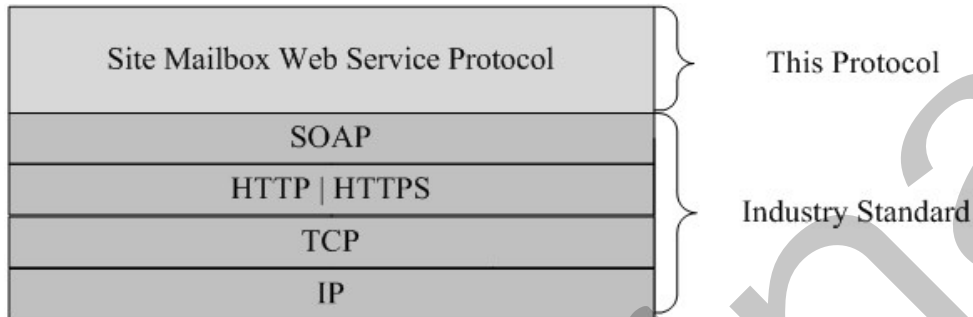 Site Mailbox Web Service Protocol
This Protocol
SOAP
HTTP | HTTPS
Industry Standard
TCP
IP